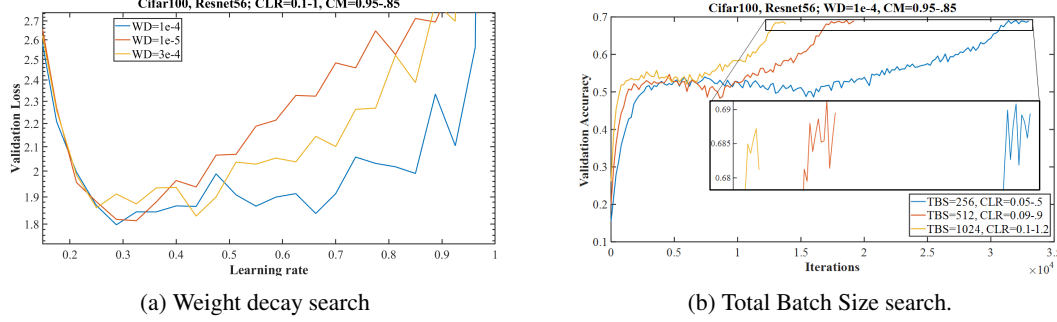 Cifar100, Resnet56; CLR=0.1-1, CM=0.95-.85
2.7
2.6
2.5
2.4
2.3
2.2
2.1
2
1.9
1.8
Validation Loss
WD=1e-4
WD=1e-5
WD=3e-4
0.2
0.3
0.4
0.5
0.6
0.7
0.8
0.9
1
Learning rate
(a) Weight decay search
Cifar100, Resnet56; WD=1e-4, CM=0.95-.85
0.7
0.6
0.5
0.4
0.3
0.2
0.1
Validation Accuracy
0.69
0.685
0.68
TBS=256, CLR=0.05-.5
TBS=512, CLR=0.09-.9
TBS=1024, CLR=0.1-1.2
0
0.5
1
1.5
2
2.5
3
3.5
×10⁴
Iterations
(b) Total Batch Size search.